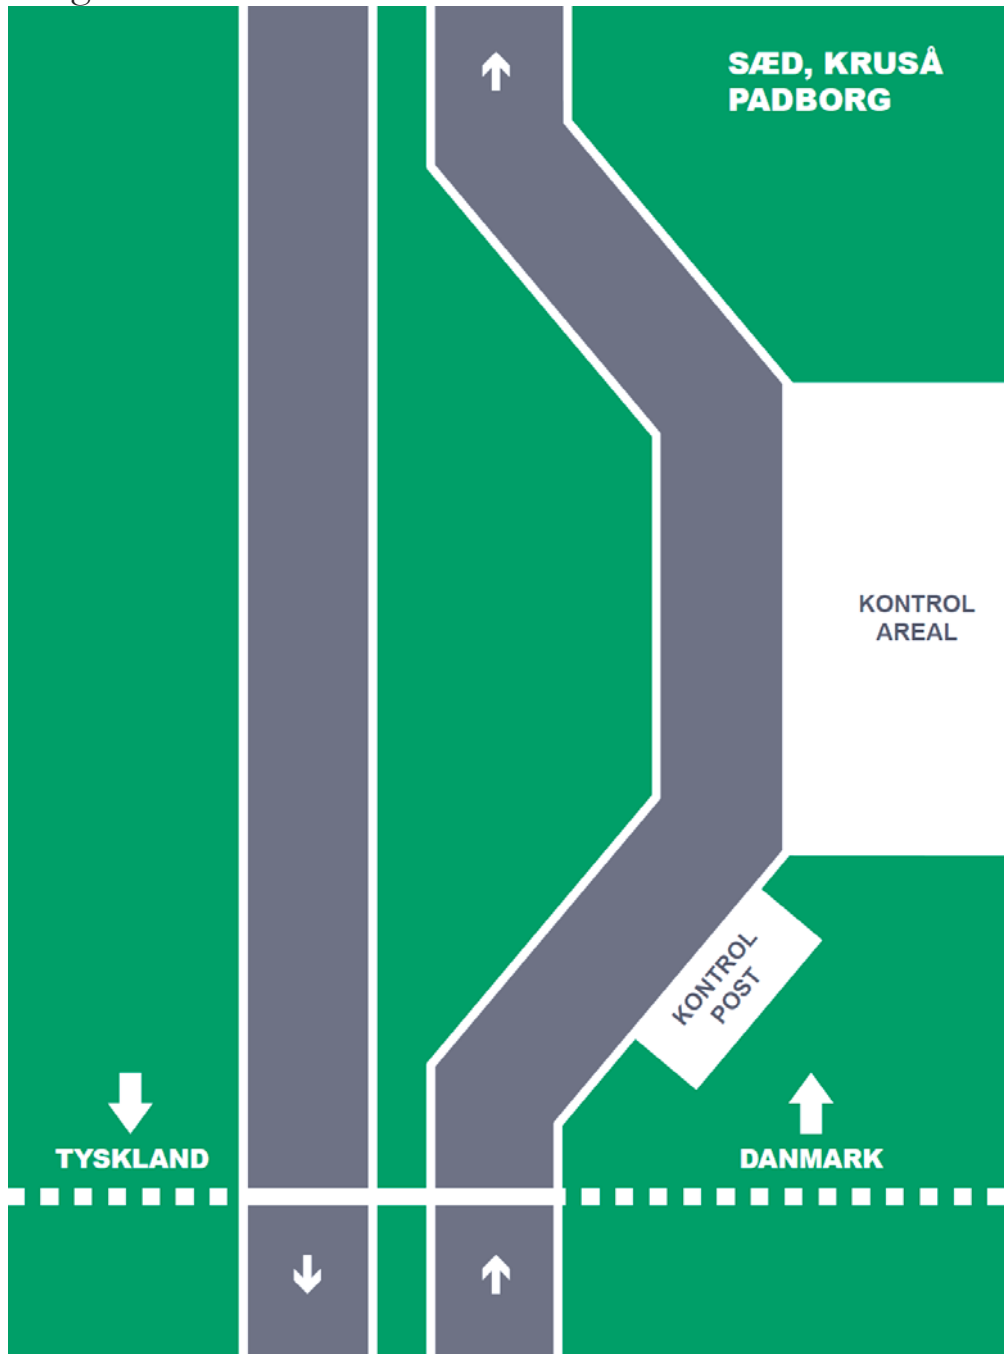 SÆD, KRUSÅ
PADBORG
KONTROL
AREAL
KONTROL
POST
TYSKLAND
DANMARK